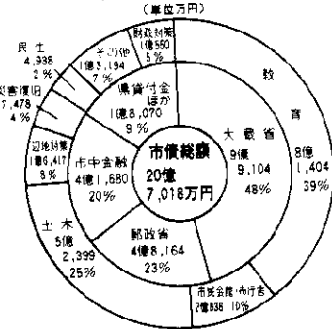 (単位万円)
財政対策
1億350
5%
その他
1億3,194
7%
民生
4,938
2%
災害復旧
7,478
4%
辺地対策
1億6,417
8%
土木
5億
2,399
25%
市民会館・市庁舎
2億838 10%
教育
8億
1,404
39%
県貸付金
ほか
1億8,070
9%
大蔵省
9億
9,104
48%
市中金融
4億1,680
20%
郵政省
4億8,164
23%
市債総額
20億
7,018万円